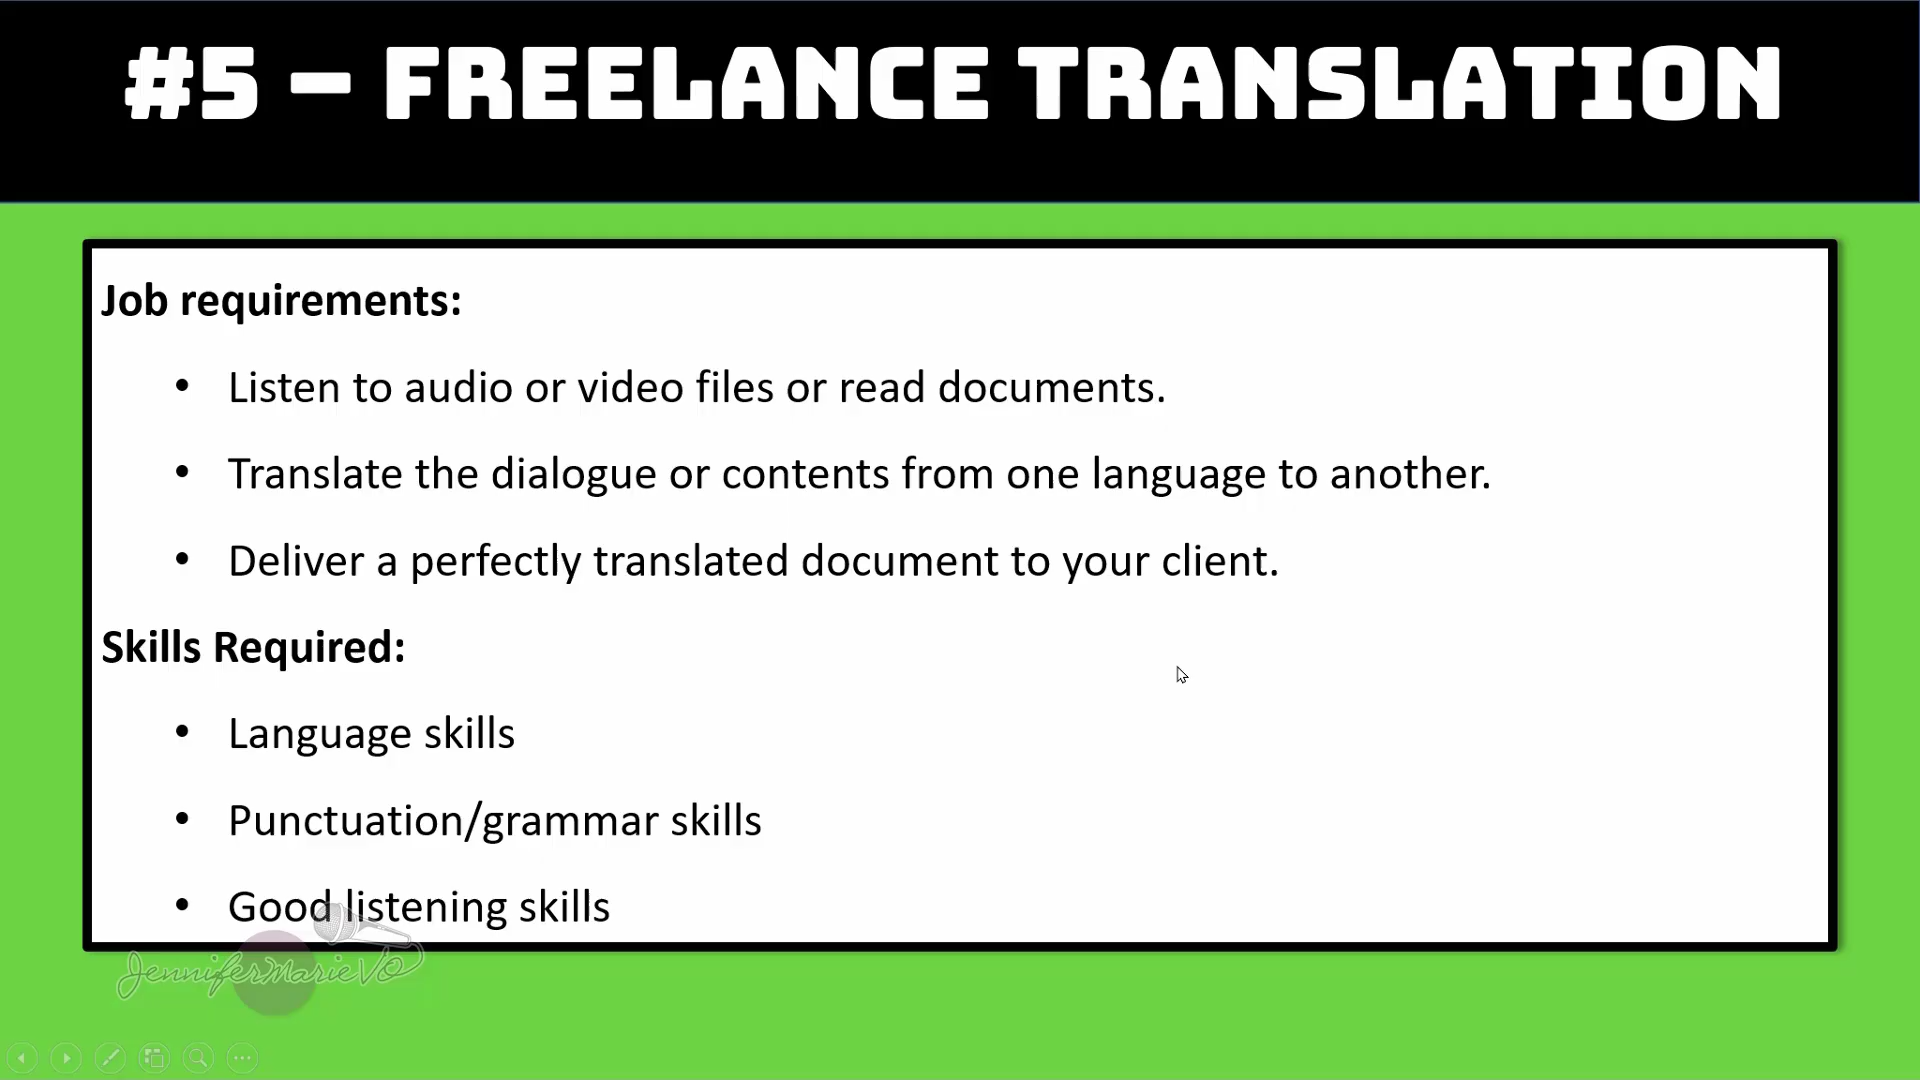 #5 – FREELANCE TRANSLATION
Job requirements:
• Listen to audio or video files or read documents.
• Translate the dialogue or contents from one language to another.
• Deliver a perfectly translated document to your client.
Skills Required:
• Language skills
• Punctuation/grammar skills
• Good listening skills
JenniferMarieVO